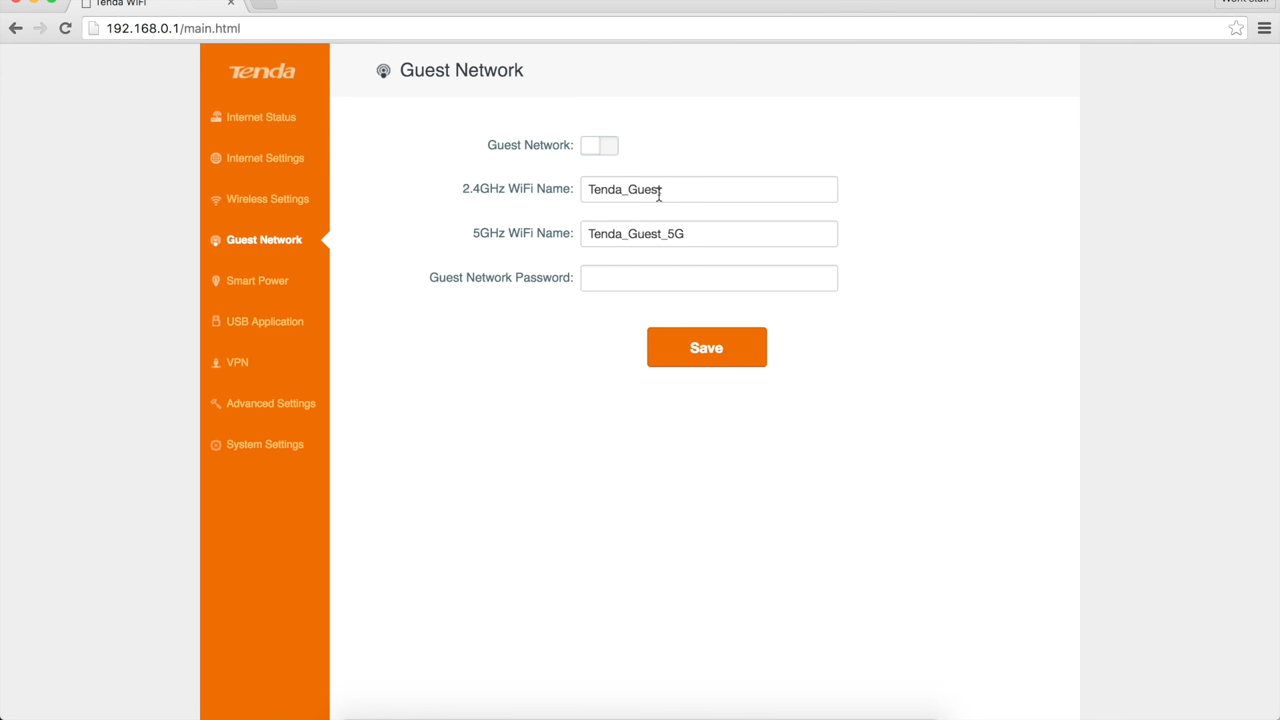 Tenda WiFi
192.168.0.1/main.html
Tenda
Internet Status
Internet Settings
Wireless Settings
Guest Network
Smart Power
USB Application
VPN
Advanced Settings
System Settings
Guest Network
Guest Network:
2.4GHz WiFi Name: Tenda_Guest
5GHz WiFi Name: Tenda_Guest_5G
Guest Network Password:
Save